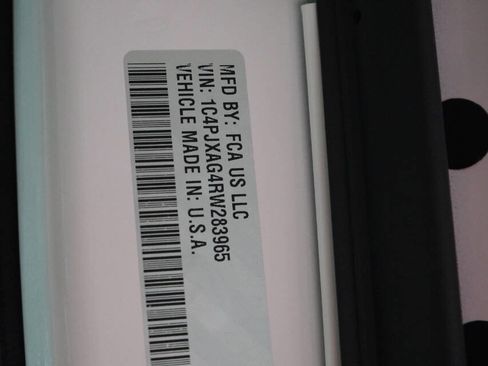 MFD BY: FCA US LLC
VIN: 1C4PJXAG4RW283965
VEHICLE MADE IN: U.S.A.